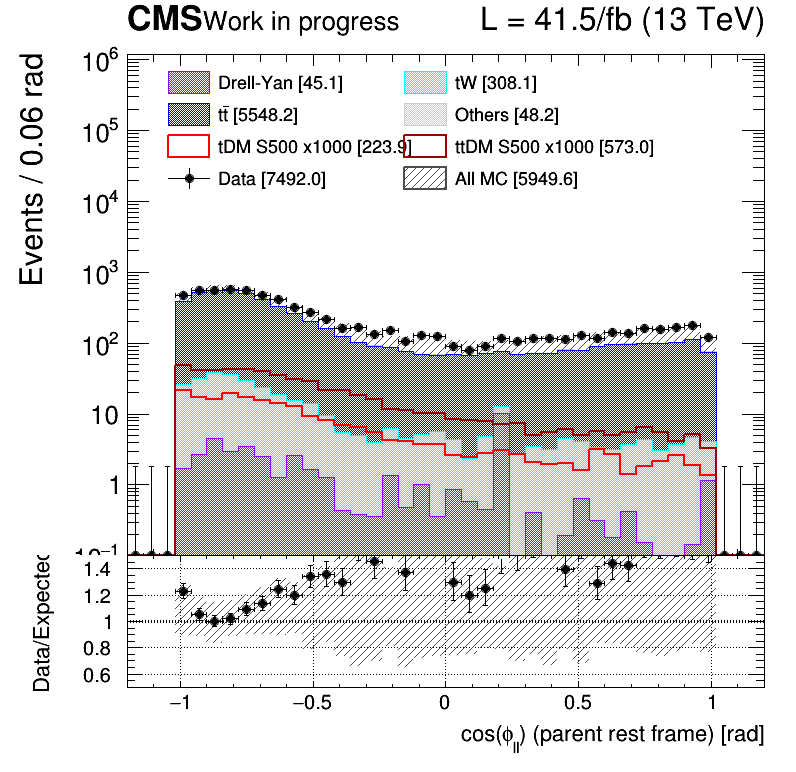 CMS Work in progress L = 41.5/fb (13 TeV)
Events / 0.06 rad
10⁶
10⁵
10⁴
10³
10²
10
1
10⁻¹
Drell-Yan [45.1] tW [308.1]
tt̄ [5548.2] Others [48.2]
tDM S500 x1000 [223.9] ttDM S500 x1000 [573.0]
Data [7492.0] All MC [5949.6]
Data/Expected
1.4
1.2
1
0.8
0.6
−1 −0.5 0 0.5 1
cos(ϕ_ll) (parent rest frame) [rad]